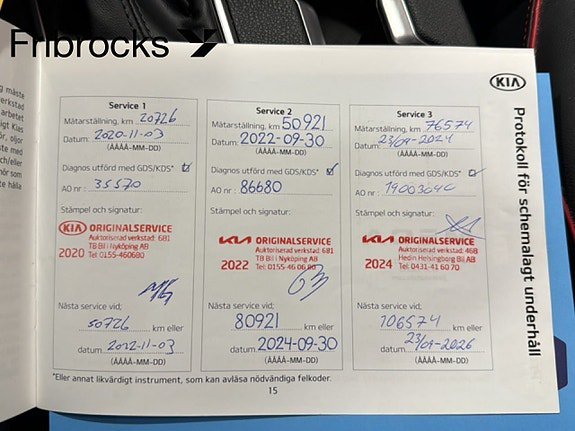 Fribrocks
KIA
Protokoll för schemalagt underhåll
Service 1
Mätarställning, km 20726
Datum: 2020-11-03
(ÅÅÅÅ-MM-DD)
Diagnos utförd med GDS/KDS*
AO nr: 35570
Stämpel och signatur:
KIA ORIGINALSERVICE
Auktoriserad verkstad: 681
2020 TB Bil i Nyköping AB
Tel: 0155-460680
Nästa service vid:
50726 km eller
datum 2012-11-03
(ÅÅÅÅ-MM-DD)
Service 2
Mätarställning, km 50921
Datum: 2022-09-30
(ÅÅÅÅ-MM-DD)
Diagnos utförd med GDS/KDS*
AO nr: 86680
Stämpel och signatur:
KIA ORIGINALSERVICE
Auktoriserad verkstad: 681
2022 TB Bil i Nyköping AB
Tel: 0155-46 06 80
Nästa service vid:
80921 km eller
datum 2024-09-30
(ÅÅÅÅ-MM-DD)
Service 3
Mätarställning, km 76574
Datum: 23/09-2024
(ÅÅÅÅ-MM-DD)
Diagnos utförd med GDS/KDS*
AO nr:
Stämpel och signatur:
KIA ORIGINALSERVICE
Auktoriserad verkstad: 468
2024 Hedin Helsingborg Bil AB
Tel: 0431-41 60 70
Nästa service vid:
106574 km eller
datum 23/09-2026
(ÅÅÅÅ-MM-DD)
*Eller annat likvärdigt instrument, som kan avläsa nödvändiga felkoder.
15